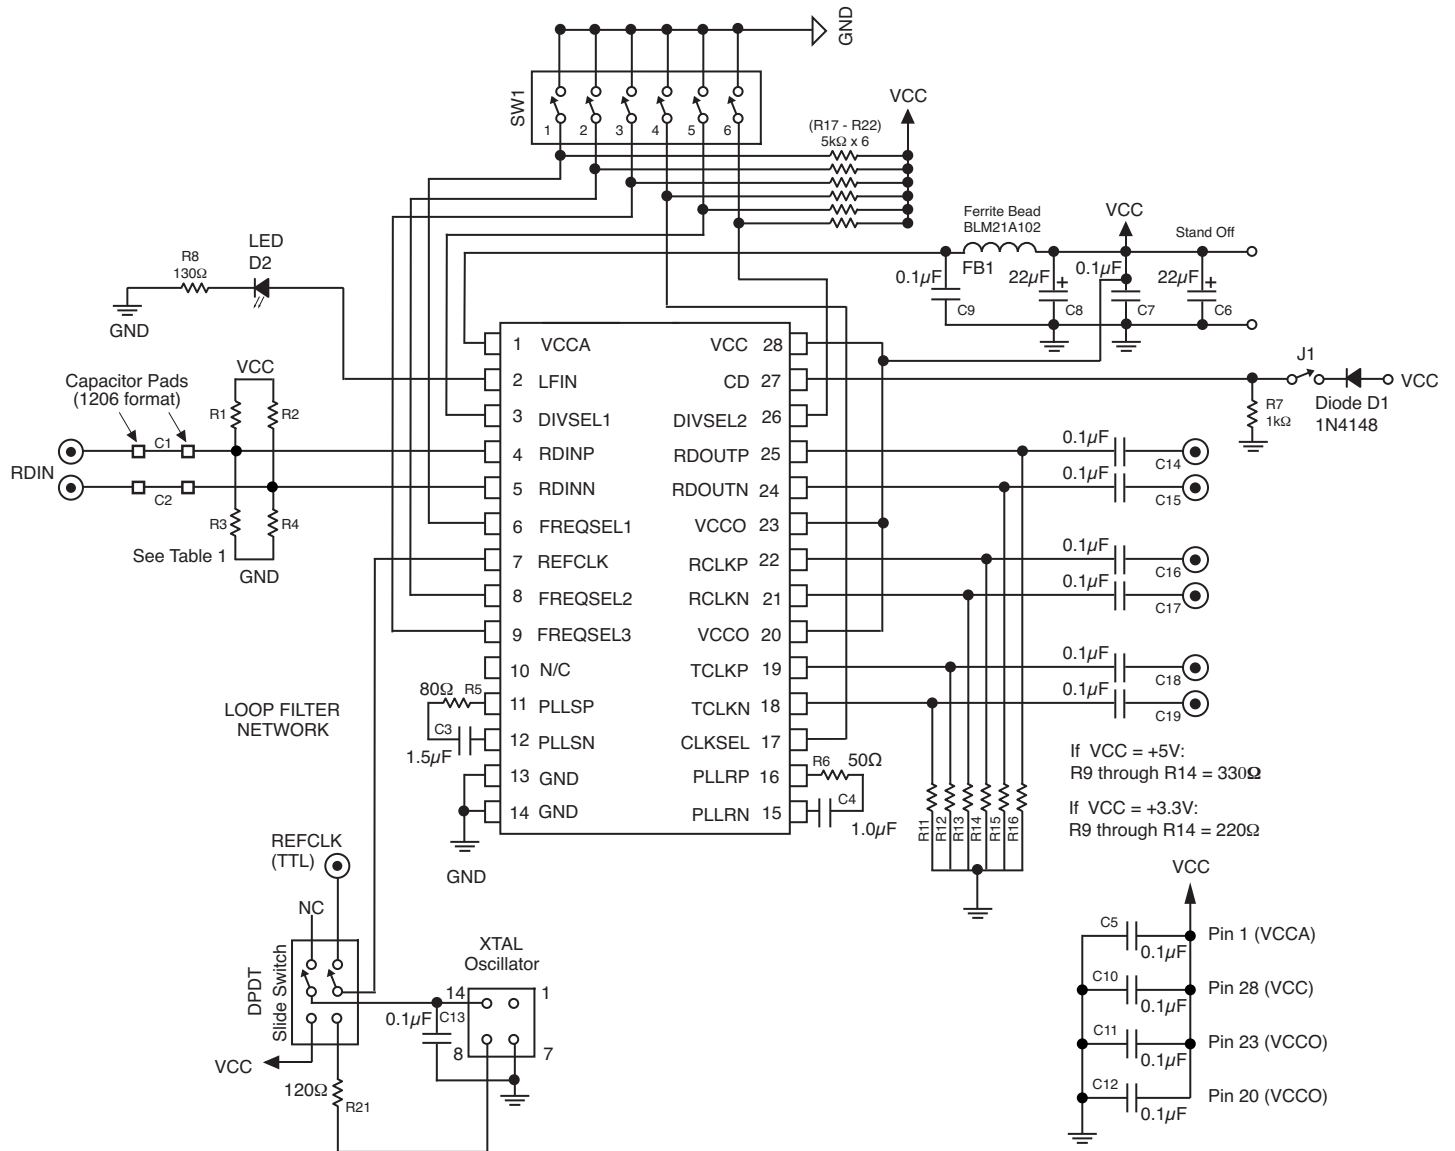 GND
SW1
1 2 3 4 5 6
VCC
(R17 - R22)
5kΩ x 6
Ferrite Bead
BLM21A102
VCC
Stand Off
FB1
0.1µF
C9
22µF
+
C8
0.1µF
C7
22µF
+
C6
LED
D2
R8
130Ω
GND
VCC
Capacitor Pads
(1206 format)
R1
R2
C1
RDIN
C2
R3
R4
See Table 1
GND
1 VCCA
2 LFIN
3 DIVSEL1
4 RDINP
5 RDINN
6 FREQSEL1
7 REFCLK
8 FREQSEL2
9 FREQSEL3
10 N/C
11 PLLSP
12 PLLSN
13 GND
14 GND
VCC 28
CD 27
DIVSEL2 26
RDOUTP 25
RDOUTN 24
VCCO 23
RCLKP 22
RCLKN 21
VCCO 20
TCLKP 19
TCLKN 18
CLKSEL 17
PLLRP 16
PLLRN 15
J1
VCC
R7
1kΩ
Diode D1
1N4148
0.1µF
C14
0.1µF
C15
0.1µF
C16
0.1µF
C17
0.1µF
C18
0.1µF
C19
LOOP FILTER
NETWORK
80Ω
R5
C3
1.5µF
GND
R6
50Ω
C4
1.0µF
R11
R12
R13
R14
R15
R16
If VCC = +5V:
R9 through R14 = 330Ω
If VCC = +3.3V:
R9 through R14 = 220Ω
REFCLK
(TTL)
NC
DPDT
Slide Switch
VCC
120Ω
R21
XTAL
Oscillator
14
1
0.1µF
C13
8
7
VCC
C5
0.1µF
Pin 1 (VCCA)
C10
0.1µF
Pin 28 (VCC)
C11
0.1µF
Pin 23 (VCCO)
C12
0.1µF
Pin 20 (VCCO)